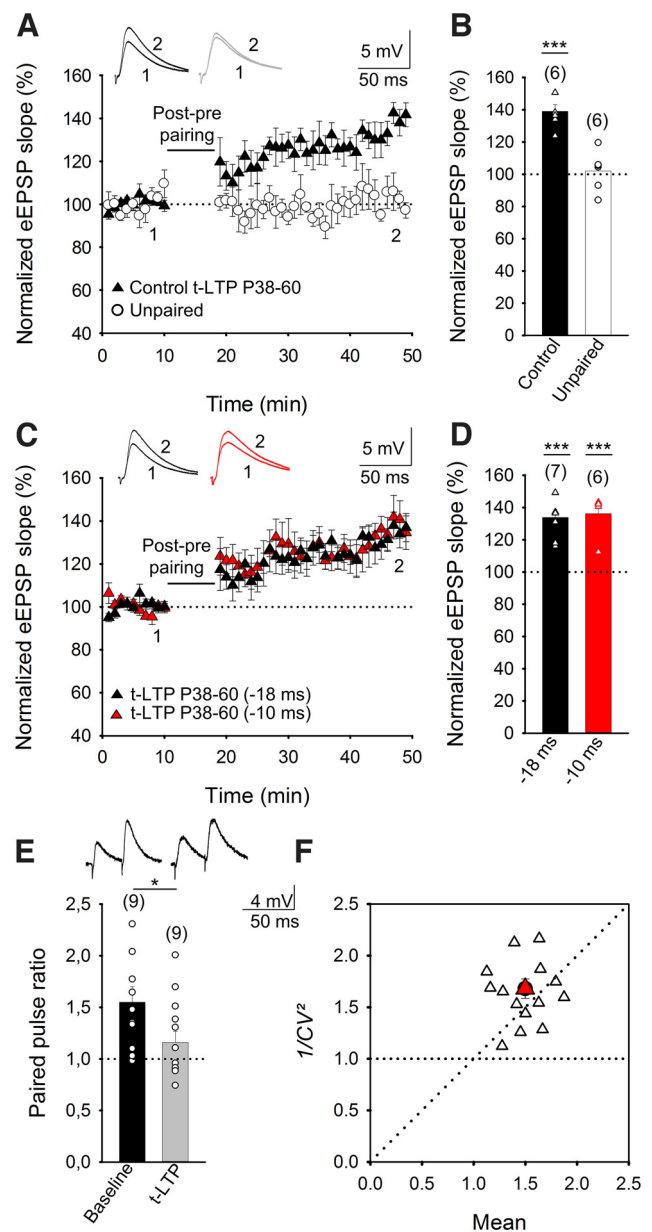 A
2
1
2
1
5 mV
50 ms
Normalized eEPSP slope (%)
160
140
120
100
80
60
40
Post-pre
pairing
1
2
Control t-LTP P38-60
Unpaired
0 10 20 30 40 50
Time (min)
B
***
(6)
(6)
Normalized eEPSP slope (%)
160
140
120
100
80
60
40
20
0
Control
Unpaired
C
2
1
2
1
5 mV
50 ms
Normalized eEPSP slope (%)
160
140
120
100
80
60
40
Post-pre
pairing
1
2
t-LTP P38-60 (-18 ms)
t-LTP P38-60 (-10 ms)
0 10 20 30 40 50
Time (min)
D
*** ***
(7) (6)
Normalized eEPSP slope (%)
160
140
120
100
80
60
40
20
0
-18 ms
-10 ms
E
*
(9)
(9)
4 mV
50 ms
Paired pulse ratio
2,5
2,0
1,5
1,0
0,5
0,0
Baseline
t-LTP
F
1/CV²
2.5
2.0
1.5
1.0
0.5
0.0
0.0 0.5 1.0 1.5 2.0 2.5
Mean